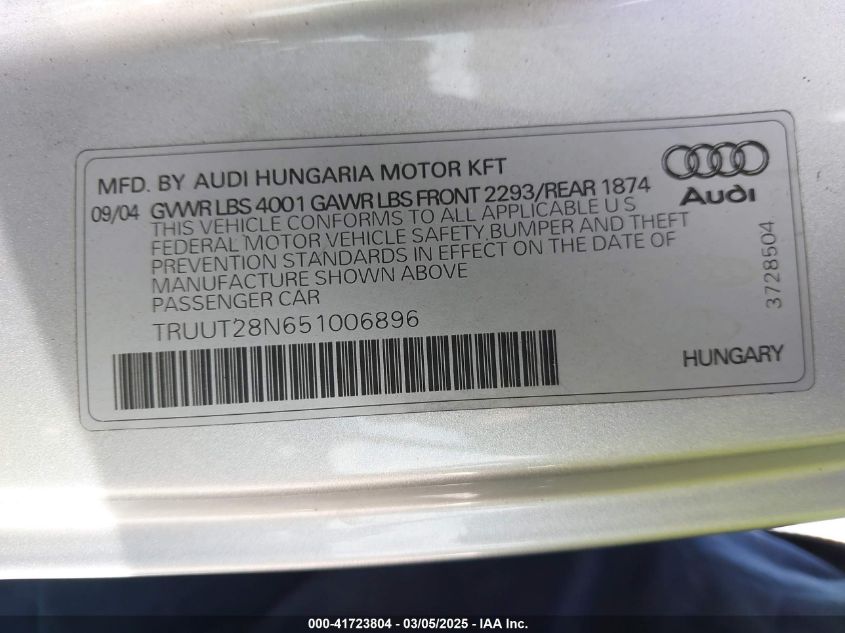 MFD. BY AUDI HUNGARIA MOTOR KFT
09/04 GVWR LBS 4001 GAWR LBS FRONT 2293/REAR 1874
THIS VEHICLE CONFORMS TO ALL APPLICABLE U S
FEDERAL MOTOR VEHICLE SAFETY, BUMPER AND THEFT
PREVENTION STANDARDS IN EFFECT ON THE DATE OF
MANUFACTURE SHOWN ABOVE
PASSENGER CAR
TRUUT28N651006896
Audi
3728504
HUNGARY
000-41723804 — 03/05/2025 — IAA Inc.